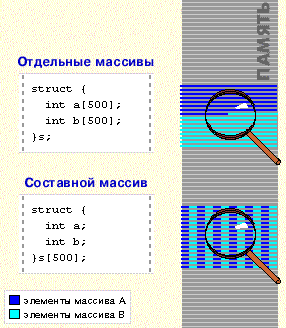 ПАМЯТЬ
Отдельные массивы
struct {
int a[500];
int b[500];
}s;
Составной массив
struct {
int a;
int b;
}s[500];
элементы массива A
элементы массива B